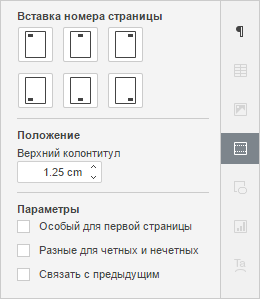 Вставка номера страницы
Положение
Верхний колонтитул
1.25 cm
Параметры
Особый для первой страницы
Разные для четных и нечетных
Связать с предыдущим
Ta